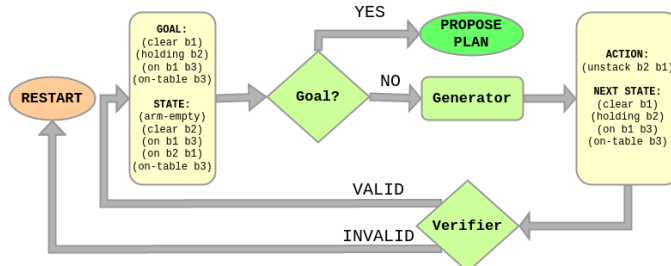 RESTART
GOAL:
(clear b1)
(holding b2)
(on b1 b3)
(on-table b3)
STATE:
(arm-empty)
(clear b2)
(on b1 b3)
(on b2 b1)
(on-table b3)
Goal?
YES
PROPOSE
PLAN
NO
Generator
ACTION:
(unstack b2 b1)
NEXT STATE:
(clear b1)
(holding b2)
(on b1 b3)
(on-table b3)
VALID
Verifier
INVALID